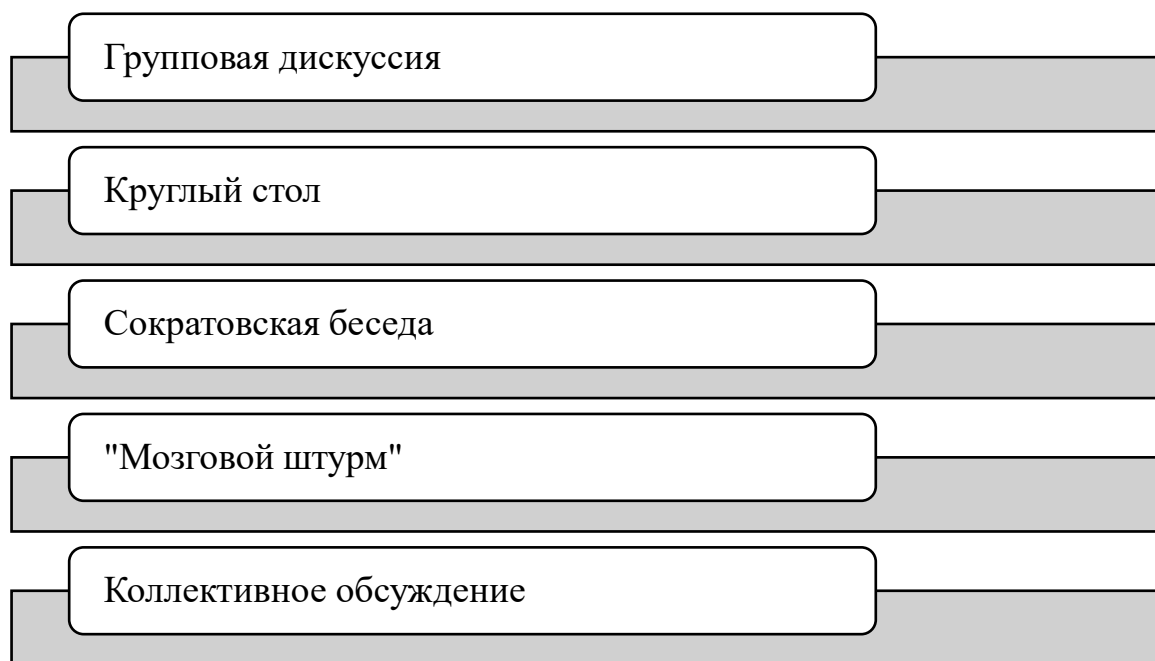 Групповая дискуссия
Круглый стол
Сократовская беседа
"Мозговой штурм"
Коллективное обсуждение